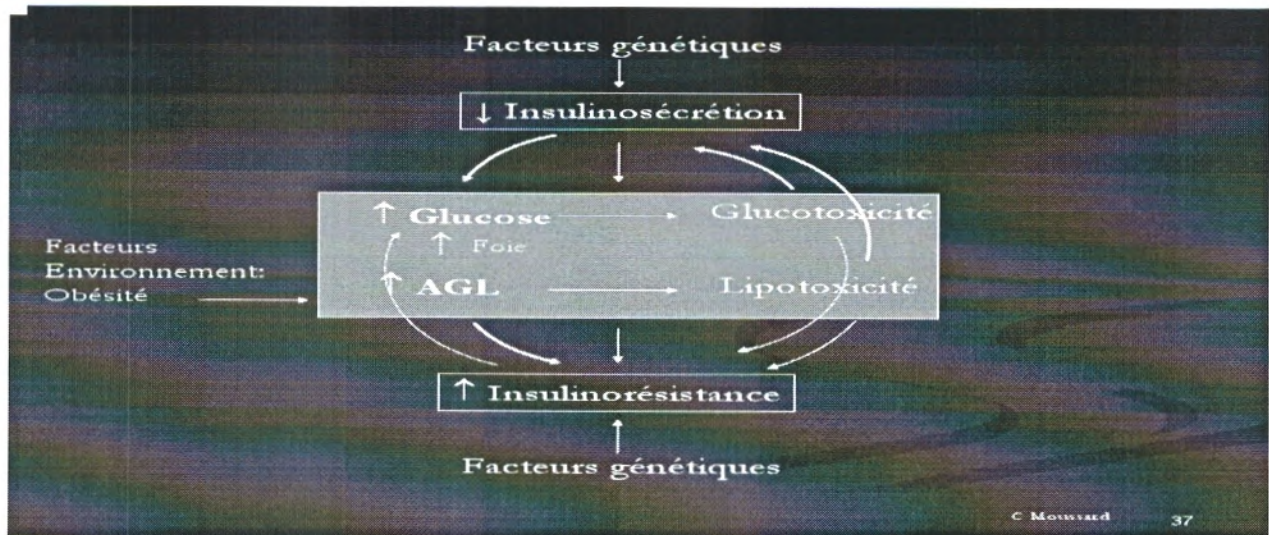 Facteurs génétiques
↓ Insulinosécrétion
↑ Glucose → Glucotoxicité
↑ Foie
Facteurs
Environnement:
Obésité
↑ AGL → Lipotoxicité
↑ Insulinorésistance
Facteurs génétiques
C Moussard 37